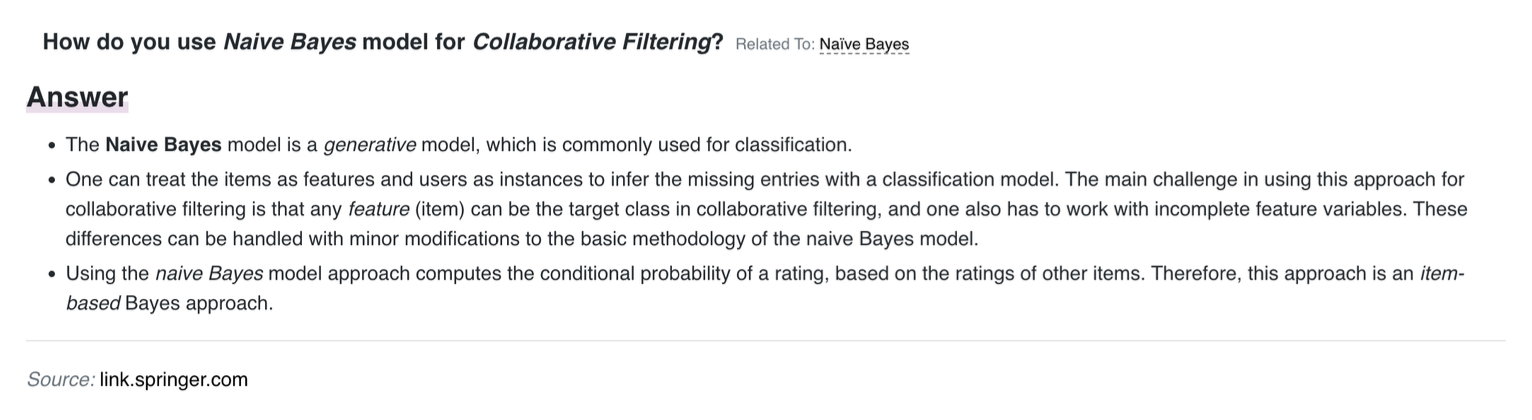 How do you use Naive Bayes model for Collaborative Filtering? Related To: Naïve Bayes
Answer
• The Naive Bayes model is a generative model, which is commonly used for classification.
• One can treat the items as features and users as instances to infer the missing entries with a classification model. The main challenge in using this approach for
collaborative filtering is that any feature (item) can be the target class in collaborative filtering, and one also has to work with incomplete feature variables. These
differences can be handled with minor modifications to the basic methodology of the naive Bayes model.
• Using the naive Bayes model approach computes the conditional probability of a rating, based on the ratings of other items. Therefore, this approach is an item-
based Bayes approach.
Source: link.springer.com